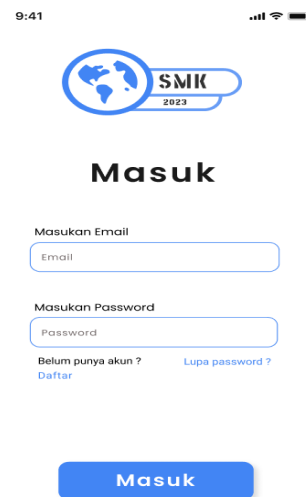 9:41
SMK
2023
Masuk
Masukan Email
Email
Masukan Password
Password
Belum punya akun ? Lupa password ?
Daftar
Masuk